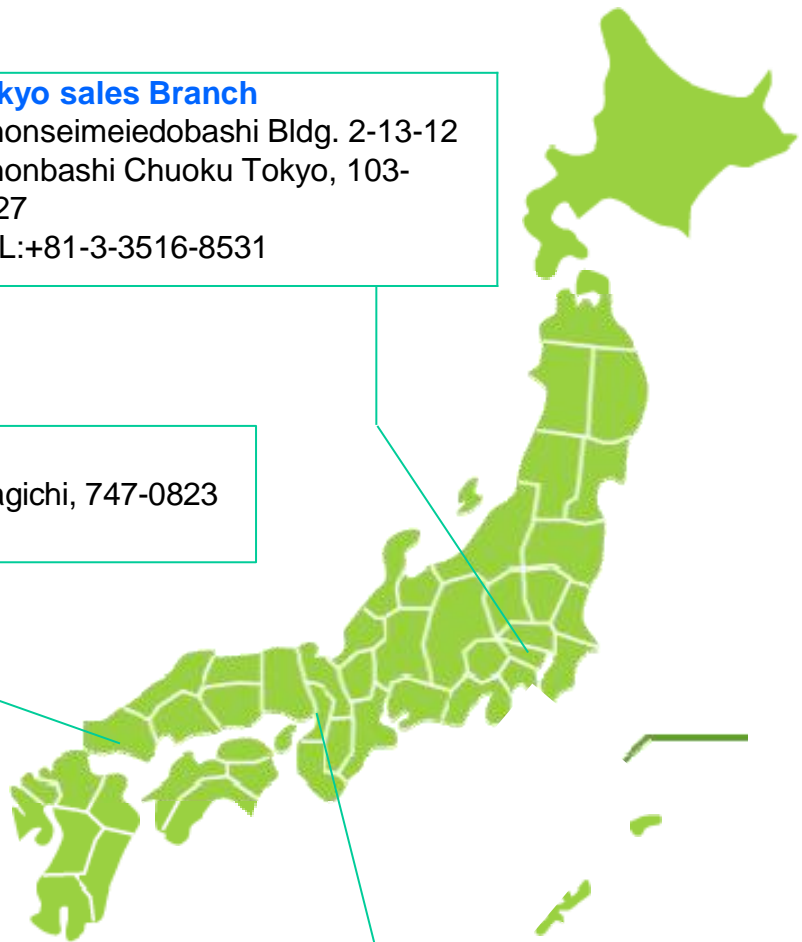 kyo sales Branch
honseimeiedobashi Bldg. 2-13-12
honbashi Chuoku Tokyo, 103-
27
L:+81-3-3516-8531
agichi, 747-0823